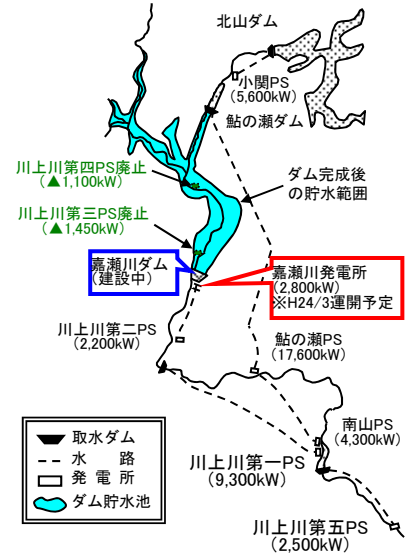 北山ダム
小関PS
(5,600kW)
鮎の瀬ダム
川上川第四PS廃止
(▲1,100kW)
ダム完成後
の貯水範囲
川上川第三PS廃止
(▲1,450kW)
嘉瀬川ダム
(建設中)
嘉瀬川発電所
(2,800kW)
※H24/3運開予定
川上川第二PS
(2,200kW)
鮎の瀬PS
(17,600kW)
南山PS
(4,300kW)
川上川第一PS
(9,300kW)
川上川第五PS
(2,500kW)
取水ダム
水 路
発 電 所
ダム貯水池